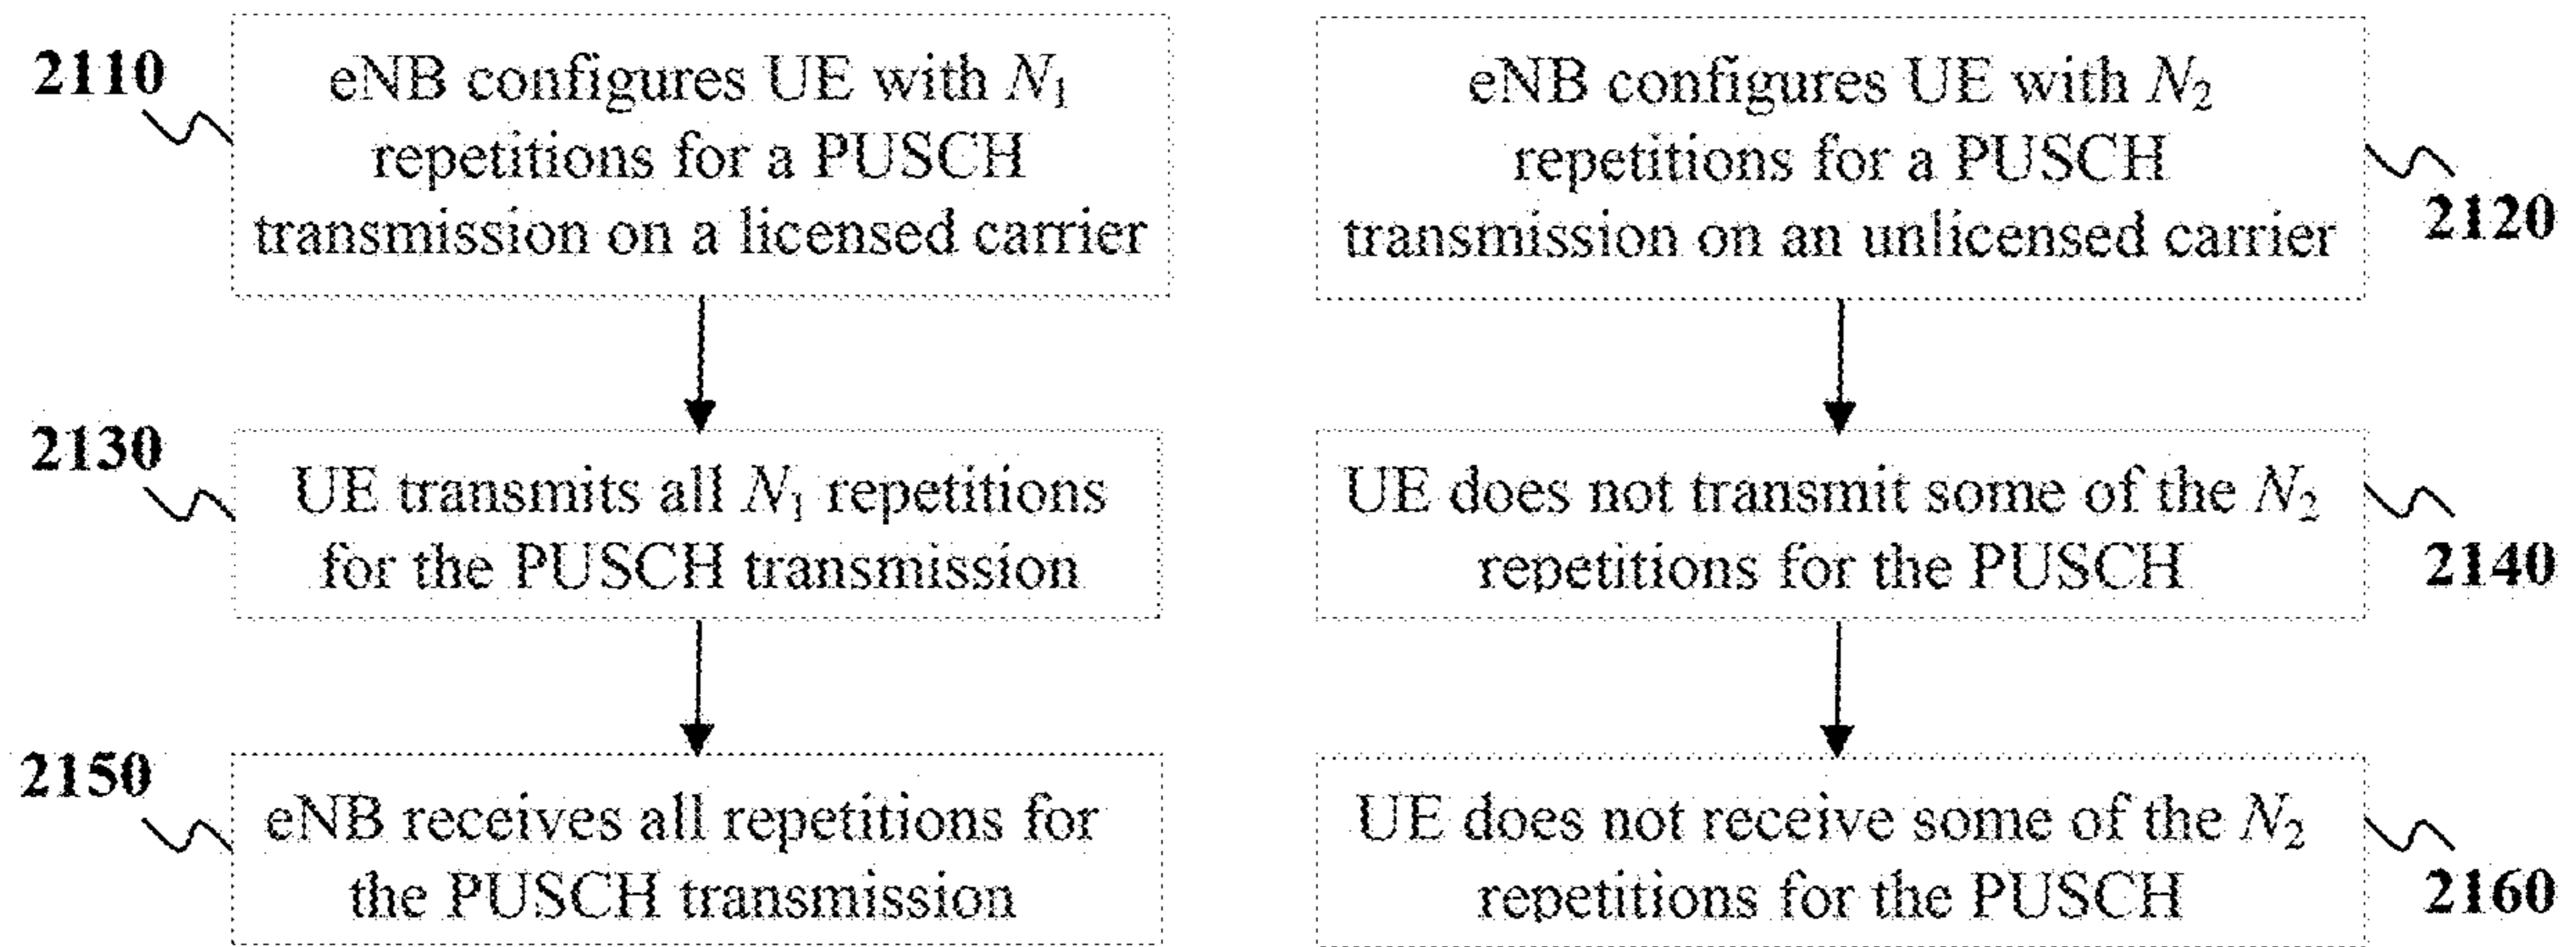 2110
eNB configures UE with N1
repetitions for a PUSCH
transmission on a licensed carrier
eNB configures UE with N2
repetitions for a PUSCH
transmission on an unlicensed carrier
2120
2130
UE transmits all N1 repetitions
for the PUSCH transmission
UE does not transmit some of the N2
repetitions for the PUSCH
2140
2150
eNB receives all repetitions for
the PUSCH transmission
UE does not receive some of the N2
repetitions for the PUSCH
2160